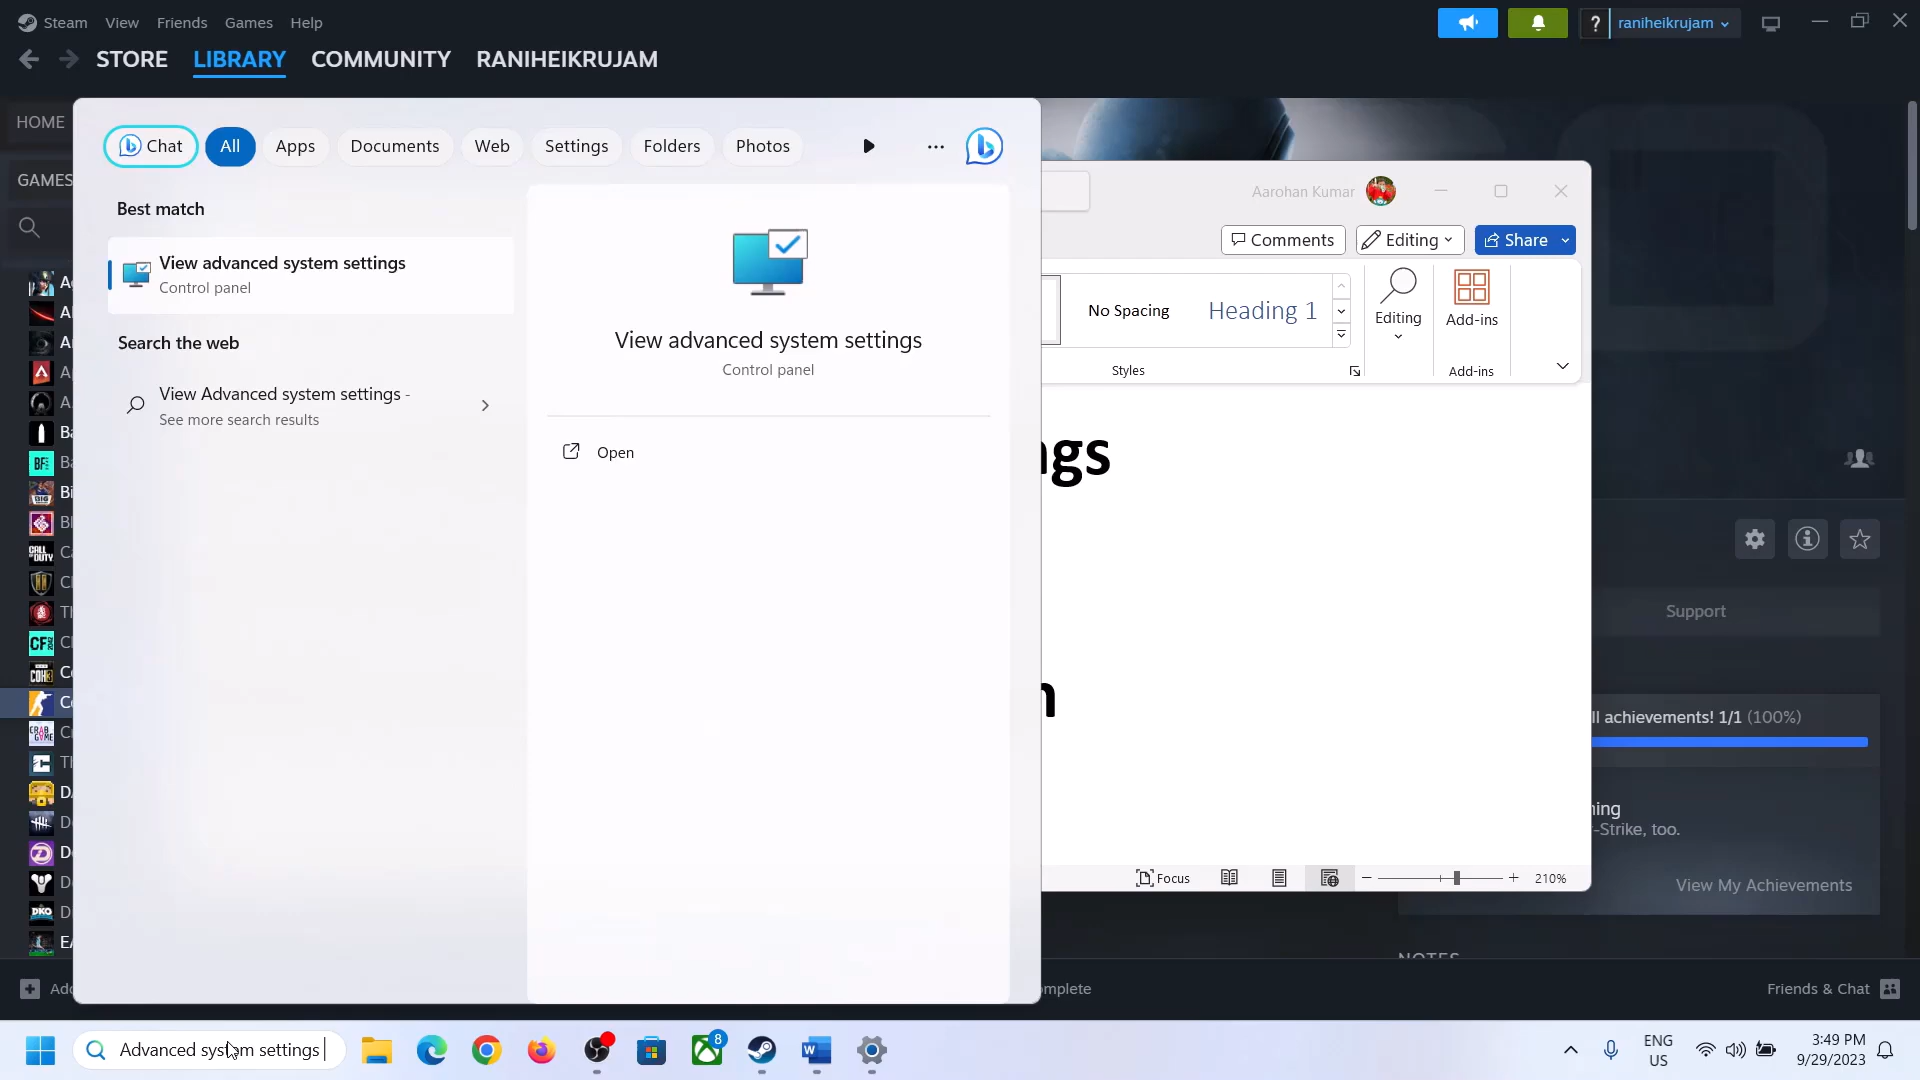 Steam View Friends Games Help
raniheikrujam
STORE LIBRARY COMMUNITY RANIHEIKRUJAM
HOME
GAMES
Chat All Apps Documents Web Settings Folders Photos
Best match
View advanced system settings
Control panel
Search the web
View Advanced system settings -
See more search results
View advanced system settings
Control panel
Open
Aarohan Kumar
Comments Editing Share
No Spacing Heading 1
Editing
Add-ins
Styles
Add-ins
ngs
n
Focus
210%
Support
ll achievements! 1/1 (100%)
-Strike, too.
View My Achievements
NOTES
omplete
Friends & Chat
Advanced system settings
8
ENG
US
3:49 PM
9/29/2023